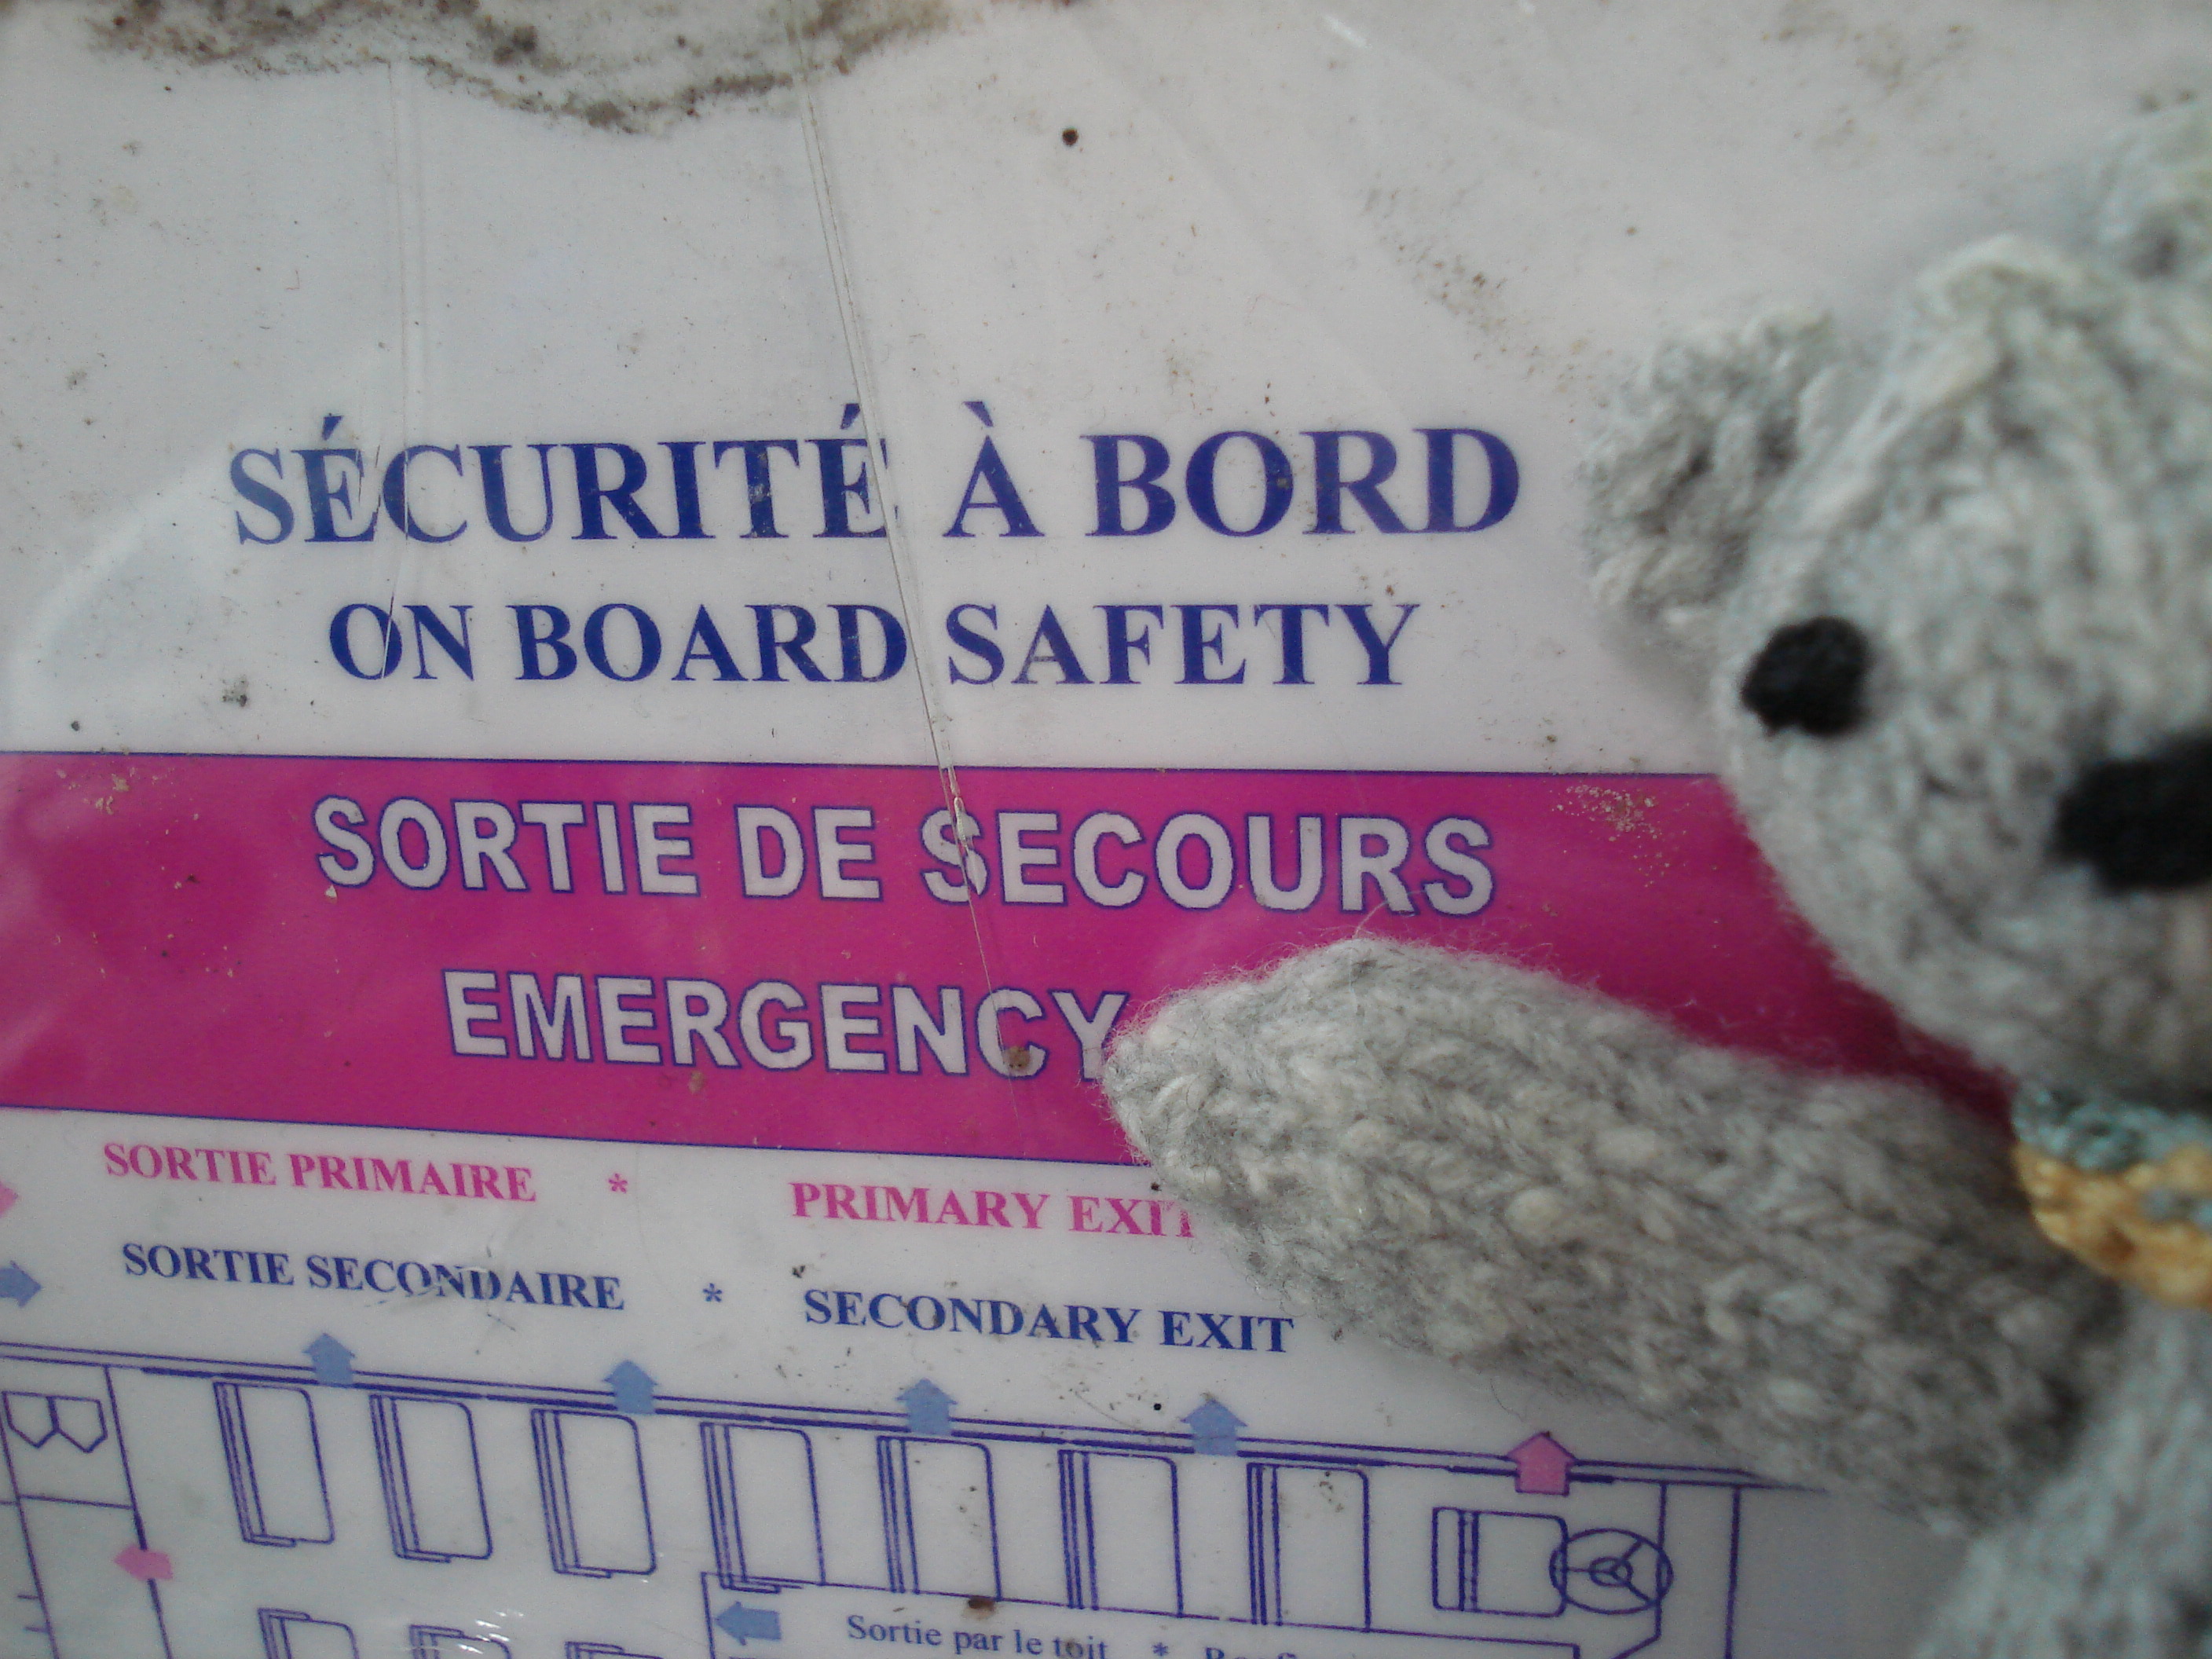 SÉCURITÉ À BORD
ON BOARD SAFETY
SORTIE DE SECOURS
EMERGENCY
SORTIE PRIMAIRE * PRIMARY EXIT
SORTIE SECONDAIRE * SECONDARY EXIT
Sortie par le toit *